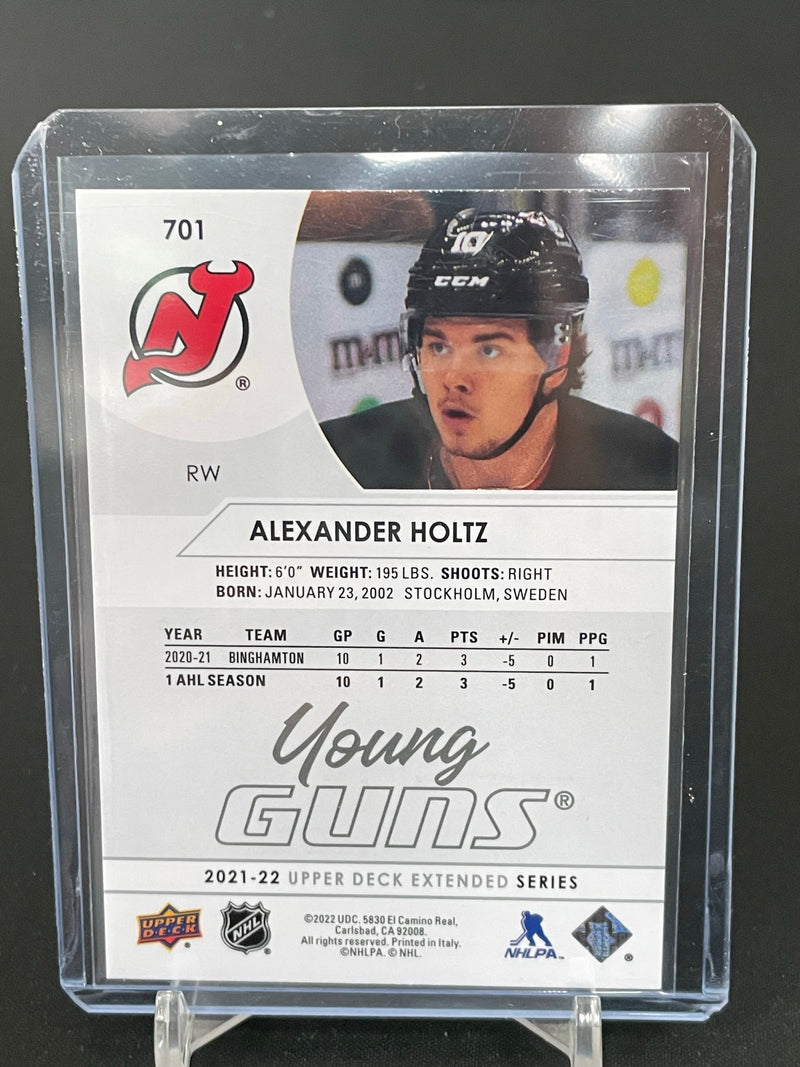 701
®
10
CCM
m&m
m&m
RW
ALEXANDER HOLTZ
HEIGHT: 6'0" WEIGHT: 195 LBS. SHOOTS: RIGHT
BORN: JANUARY 23, 2002 STOCKHOLM, SWEDEN
YEAR TEAM GP G A PTS +/- PIM PPG
2020-21 BINGHAMTON 10 1 2 3 -5 0 1
1 AHL SEASON 10 1 2 3 -5 0 1
Young
GUNS®
2021-22 UPPER DECK EXTENDED SERIES
UPPER
DECK ®
NHL ®
©2022 UDC. 5830 El Camino Real,
Carlsbad, CA 92008.
All rights reserved. Printed in Italy.
©NHLPA. © NHL.
NHLPA™
®